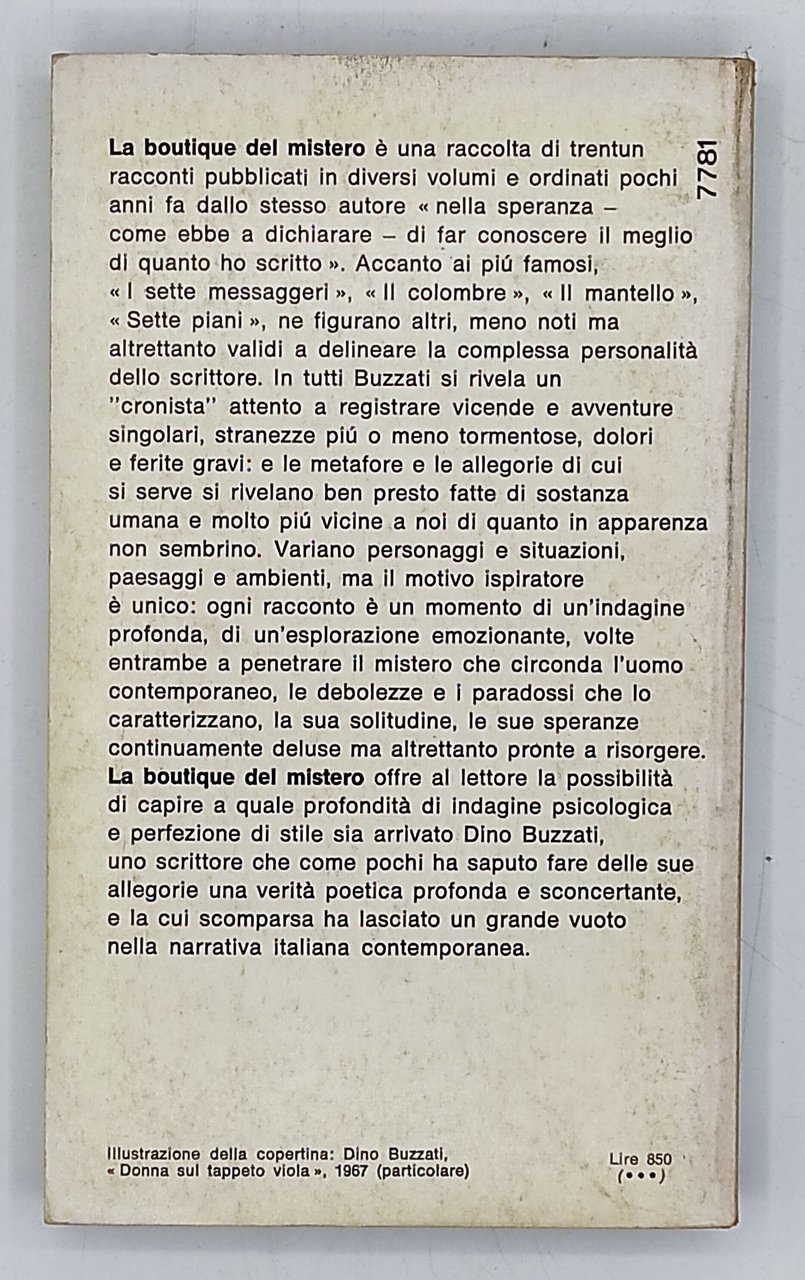 La boutique del mistero è una raccolta di trentun
racconti pubblicati in diversi volumi e ordinati pochi
anni fa dallo stesso autore « nella speranza –
come ebbe a dichiarare – di far conoscere il meglio
di quanto ho scritto ». Accanto ai piú famosi,
« I sette messaggeri », « Il colombre », « Il mantello »,
« Sette piani », ne figurano altri, meno noti ma
altrettanto validi a delineare la complessa personalità
dello scrittore. In tutti Buzzati si rivela un
"cronista" attento a registrare vicende e avventure
singolari, stranezze piú o meno tormentose, dolori
e ferite gravi: e le metafore e le allegorie di cui
si serve si rivelano ben presto fatte di sostanza
umana e molto piú vicine a noi di quanto in apparenza
non sembrino. Variano personaggi e situazioni,
paesaggi e ambienti, ma il motivo ispiratore
è unico: ogni racconto è un momento di un'indagine
profonda, di un'esplorazione emozionante, volte
entrambe a penetrare il mistero che circonda l'uomo
contemporaneo, le debolezze e i paradossi che lo
caratterizzano, la sua solitudine, le sue speranze
continuamente deluse ma altrettanto pronte a risorgere.
La boutique del mistero offre al lettore la possibilità
di capire a quale profondità di indagine psicologica
e perfezione di stile sia arrivato Dino Buzzati,
uno scrittore che come pochi ha saputo fare delle sue
allegorie una verità poetica profonda e sconcertante,
e la cui scomparsa ha lasciato un grande vuoto
nella narrativa italiana contemporanea.
7781
Illustrazione della copertina: Dino Buzzati,
« Donna sul tappeto viola », 1967 (particolare)
Lire 850
(•••)